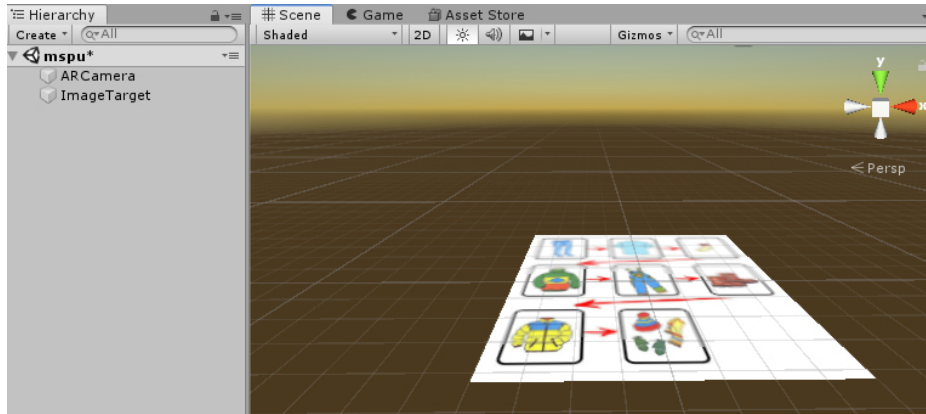 Hierarchy
Create
All
mspu*
ARCamera
ImageTarget
Scene
Game
Asset Store
Shaded
2D
Gizmos
All
y
x
Persp